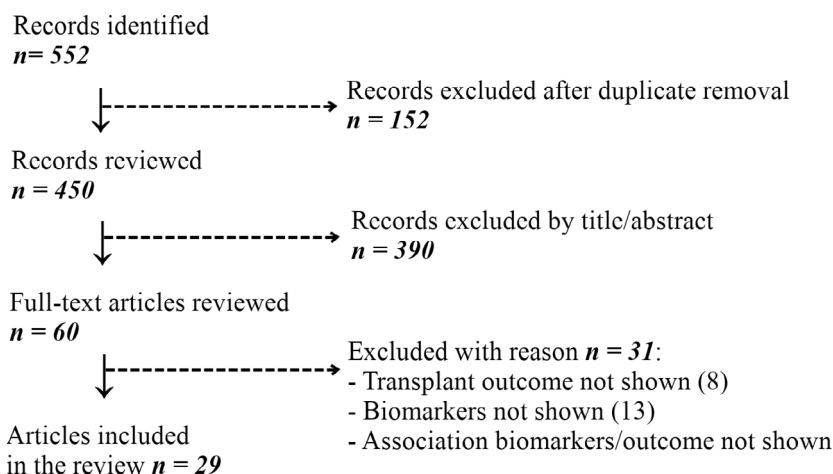 Records identified
n= 552
Records excluded after duplicate removal
n = 152
Records reviewed
n = 450
Records excluded by title/abstract
n = 390
Full-text articles reviewed
n = 60
Excluded with reason n = 31:
- Transplant outcome not shown (8)
- Biomarkers not shown (13)
- Association biomarkers/outcome not shown
Articles included
in the review n = 29